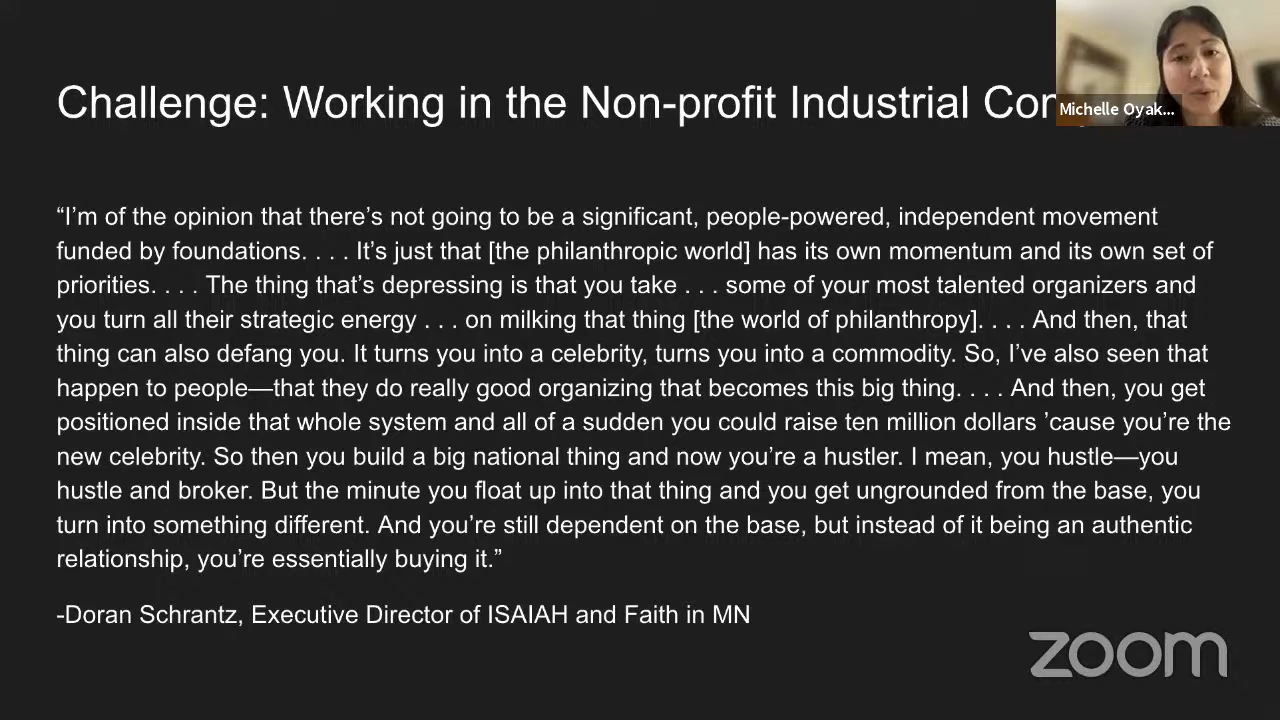 Challenge: Working in the Non-profit Industrial
Michelle Oyak...
“I’m of the opinion that there’s not going to be a significant, people-powered, independent movement
funded by foundations. . . . It’s just that [the philanthropic world] has its own momentum and its own set of
priorities. . . . The thing that’s depressing is that you take . . . some of your most talented organizers and
you turn all their strategic energy . . . on milking that thing [the world of philanthropy]. . . . And then, that
thing can also defang you. It turns you into a celebrity, turns you into a commodity. So, I’ve also seen that
happen to people—that they do really good organizing that becomes this big thing. . . . And then, you get
positioned inside that whole system and all of a sudden you could raise ten million dollars ’cause you’re the
new celebrity. So then you build a big national thing and now you’re a hustler. I mean, you hustle—you
hustle and broker. But the minute you float up into that thing and you get ungrounded from the base, you
turn into something different. And you’re still dependent on the base, but instead of it being an authentic
relationship, you’re essentially buying it.”
-Doran Schrantz, Executive Director of ISAIAH and Faith in MN
zoom